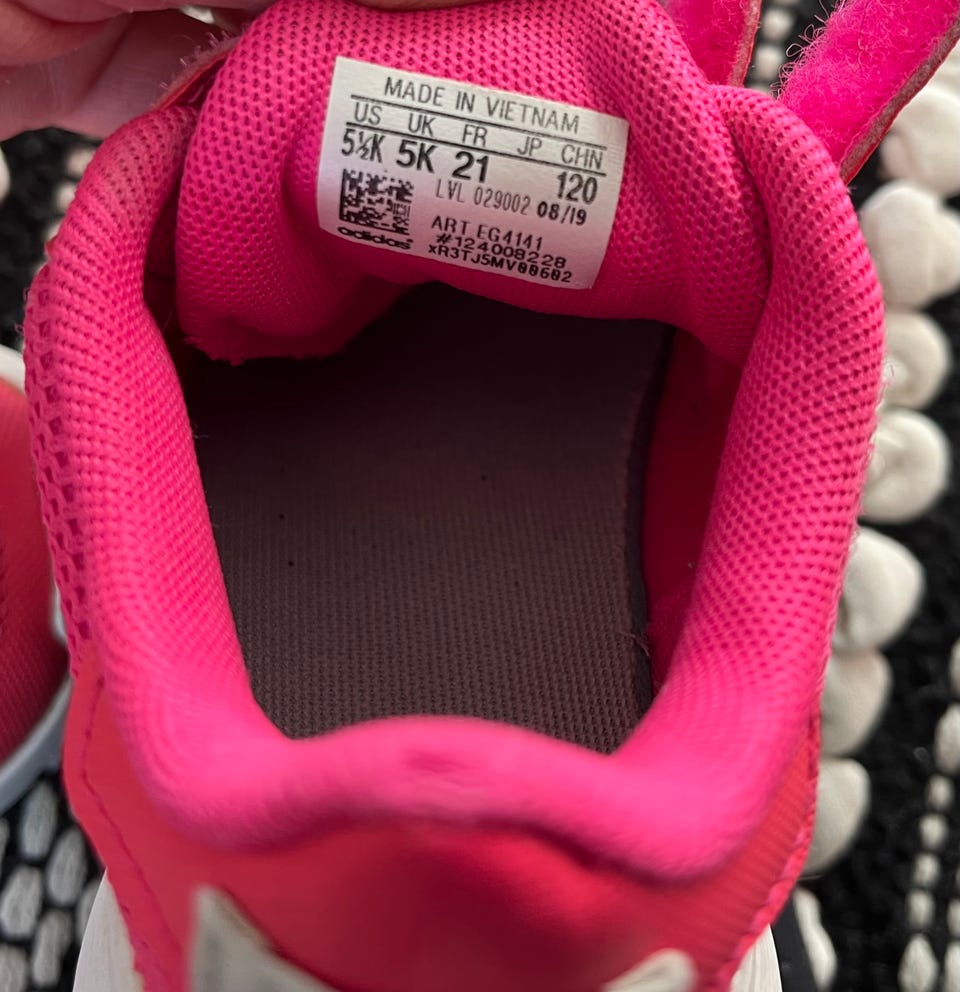 MADE IN VIETNAM
US UK FR JP CHN
5½K 5K 21 120
LVL 029002 08/19
adidas
ART EG4141
#124008228
xR3TJ5MV00602